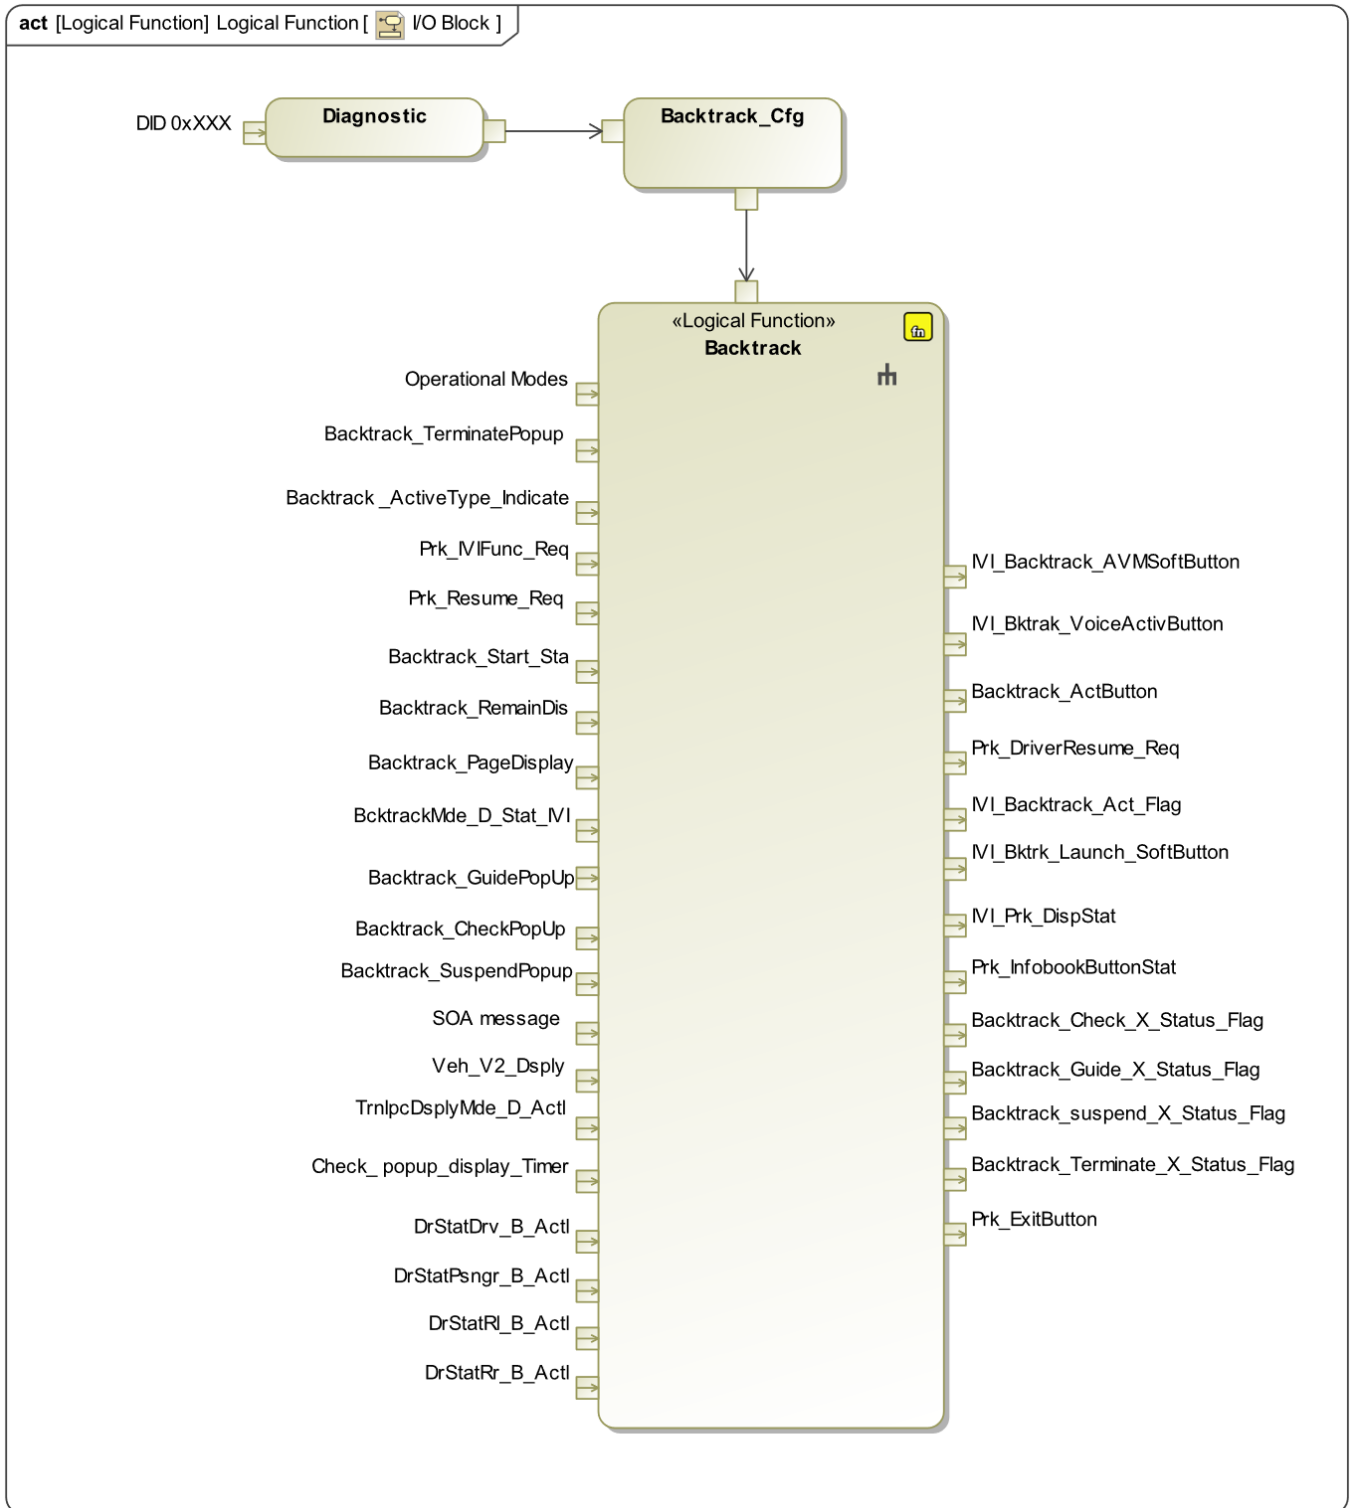 act [Logical Function] Logical Function [ I/O Block ]
DID 0xXXX
Diagnostic
Backtrack_Cfg
«Logical Function»
fn
Backtrack
Operational Modes
Backtrack_TerminatePopup
Backtrack _ActiveType_Indicate
Prk_IVIFunc_Req
Prk_Resume_Req
Backtrack_Start_Sta
Backtrack_RemainDis
Backtrack_PageDisplay
BcktrackMde_D_Stat_IVI
Backtrack_GuidePopUp
Backtrack_CheckPopUp
Backtrack_SuspendPopup
SOA message
Veh_V2_Dsply
TrnIpcDsplyMde_D_Actl
Check_ popup_display_Timer
DrStatDrv_B_Actl
DrStatPsngr_B_Actl
DrStatRl_B_Actl
DrStatRr_B_Actl
IVI_Backtrack_AVMSoftButton
IVI_Bktrak_VoiceActivButton
Backtrack_ActButton
Prk_DriverResume_Req
IVI_Backtrack_Act_Flag
IVI_Bktrk_Launch_SoftButton
IVI_Prk_DispStat
Prk_InfobookButtonStat
Backtrack_Check_X_Status_Flag
Backtrack_Guide_X_Status_Flag
Backtrack_suspend_X_Status_Flag
Backtrack_Terminate_X_Status_Flag
Prk_ExitButton